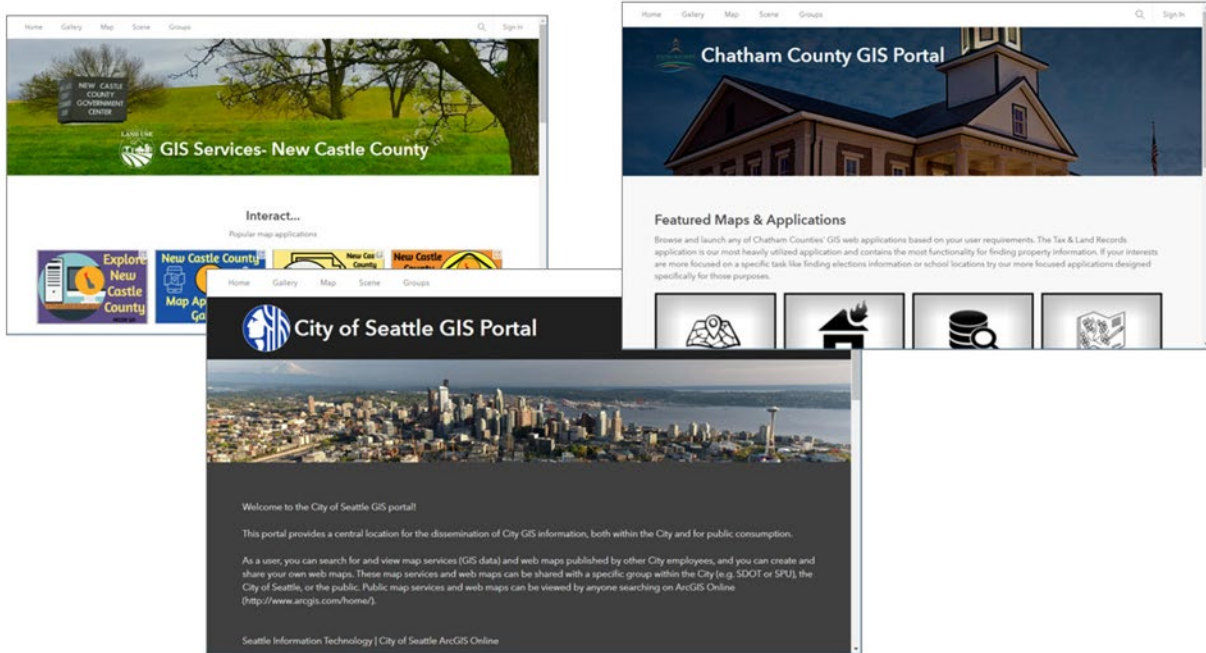 Home Gallery Map Scene Groups Sign In
NEW CASTLE
COUNTY
GOVERNMENT
CENTER
LAND USE
GIS Services- New Castle County
Interact...
Popular map applications
Explore
New
Castle
County
New Castle County
Map
New
County
New Castle
County
Home Gallery Map Scene Groups Sign In
Chatham County GIS Portal
Featured Maps & Applications
Browse and launch any of Chatham Counties' GIS web applications based on your user requirements. The Tax & Land Records
application is our most heavily utilized application and contains the most functionality for finding property information. If your interests
are more focused on a specific task like finding elections information or school locations try our more focused applications designed
specifically for those purposes.
Home Gallery Map Scene Groups
City of Seattle GIS Portal
Welcome to the City of Seattle GIS portal!
This portal provides a central location for the dissemination of City GIS information, both within the City and for public consumption.
As a user, you can search for and view map services (GIS data) and web maps published by other City employees, and you can create and
share your own web maps. These map services and web maps can be shared with a specific group within the City (e.g. SDOT or SPU), the
City of Seattle, or the public. Public map services and web maps can be viewed by anyone searching on ArcGIS Online
(http://www.arcgis.com/home/).
Seattle Information Technology | City of Seattle ArcGIS Online